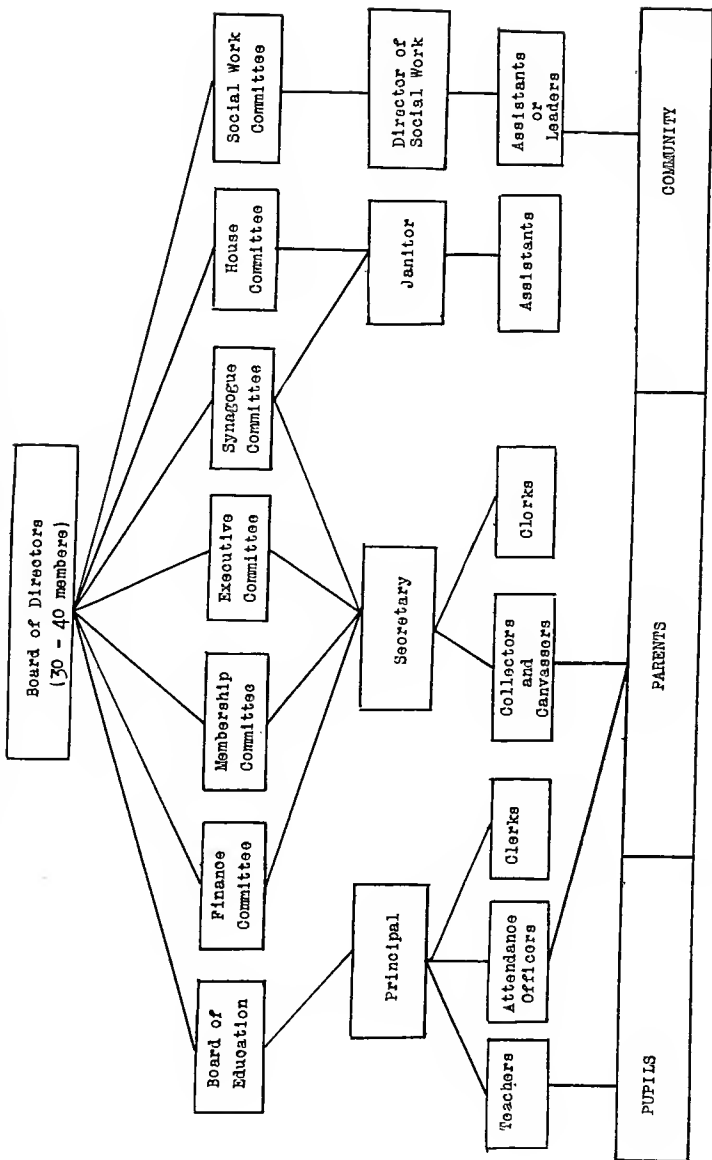 Board of Directors
(30 - 40 members)
Board of
Education
Finance
Committee
Membership
Committee
Executive
Committee
Synagogue
Committee
House
Committee
Social Work
Committee
Principal
Secretary
Janitor
Director of
Social Work
Teachers
Attendance
Officers
Clerks
Collectors
and
Canvassers
Clorks
Assistants
Assistants
or
Leaders
PUPILS
PARENTS
COMMUNITY